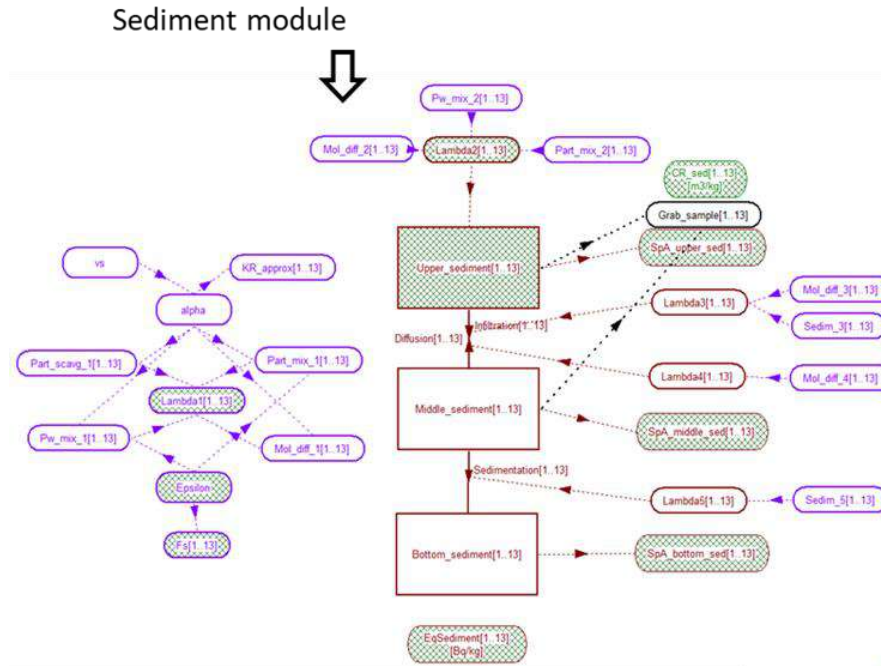 Sediment module
Pw_mix_2[1..13]
Mol_diff_2[1..13]
Lambda2[1..13]
Part_mix_2[1..13]
CR_sed[1..13]
[m3/kg]
Grab_sample[1..13]
SpA_upper_sed[1..13]
Upper_sediment[1..13]
vs
KR_approx[1..13]
alpha
Mol_diff_3[1..13]
Lambda3[1..13]
Sedim_3[1..13]
Infiltration[1..13]
Diffusion[1..13]
Part_scavg_1[1..13]
Part_mix_1[1..13]
Lambda1[1..13]
Lambda4[1..13]
Mol_diff_4[1..13]
Middle_sediment[1..13]
Pw_mix_1[1..13]
Mol_diff_1[1..13]
SpA_middle_sed[1..13]
Sedimentation[1..13]
Epsilon
Lambda5[1..13]
Sedim_5[1..13]
Fs[1..13]
Bottom_sediment[1..13]
SpA_bottom_sed[1..13]
EqSediment[1..13]
[Bq/kg]